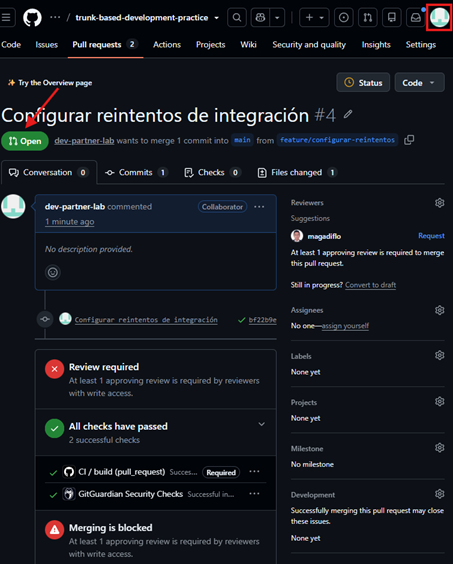 trunk-based-development-practice
Code Issues Pull requests 2 Actions Projects Wiki Security and quality Insights Settings
Try the Overview page
Status
Code
Configurar reintentos de integración #4
Open
dev-partner-lab wants to merge 1 commit into main from feature/configurar-reintentos
Conversation 0
Commits 1
Checks 0
Files changed 1
dev-partner-lab commented
Collaborator
1 minute ago
No description provided.
Configurar reintentos de integración
bf22b9e
Review required
At least 1 approving review is required by reviewers
with write access.
All checks have passed
2 successful checks
CI / build (pull_request) Succes...
Required
GitGuardian Security Checks Successful in...
Merging is blocked
At least 1 approving review is required by reviewers
with write access.
Reviewers
Suggestions
magadiflo
Request
At least 1 approving review is required to merge
this pull request.
Still in progress? Convert to draft
Assignees
No one—assign yourself
Labels
None yet
Projects
None yet
Milestone
No milestone
Development
Successfully merging this pull request may close
these issues.
None yet